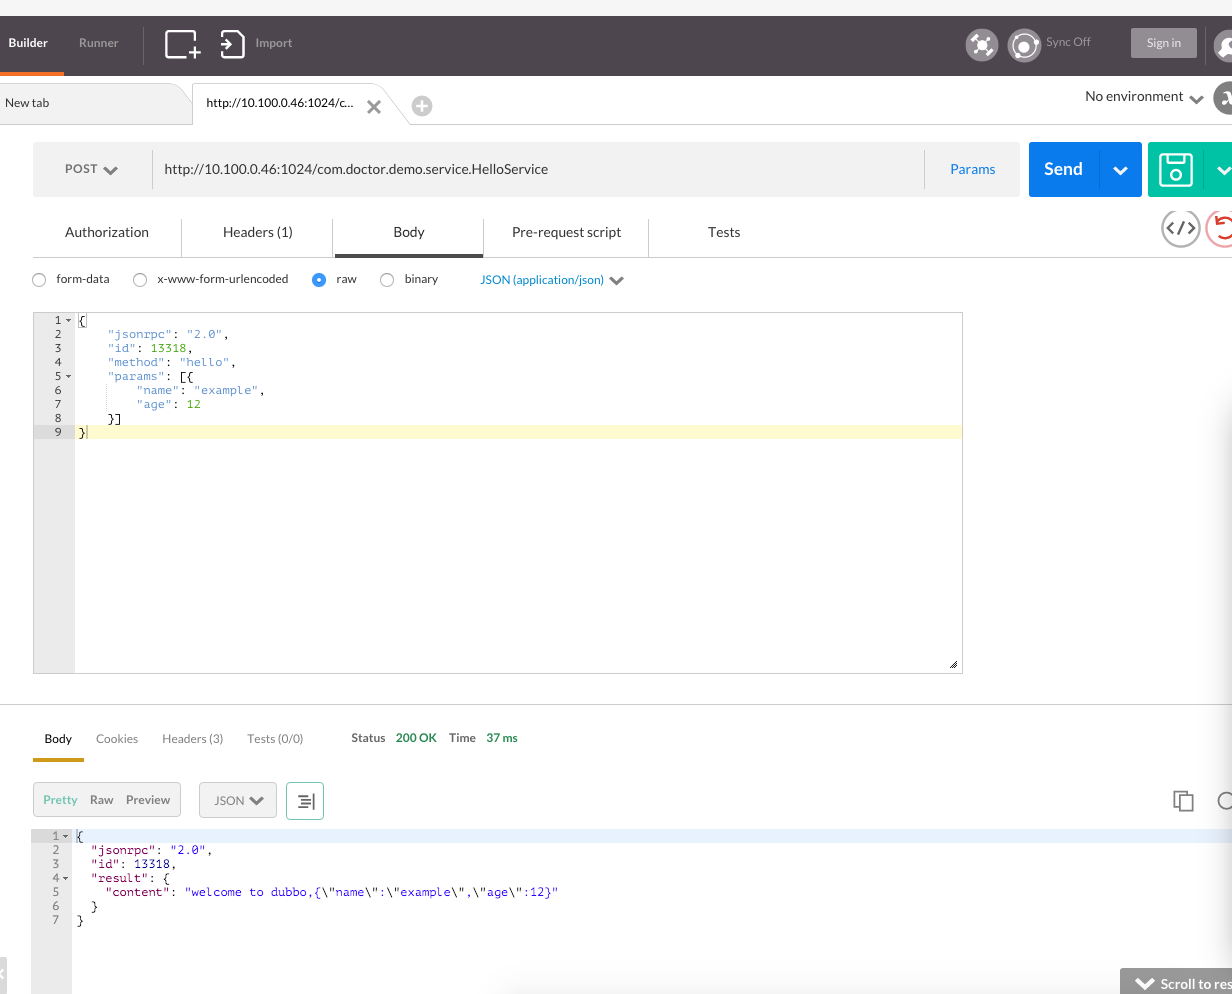 Builder Runner Import Sync Off Sign in
New tab http://10.100.0.46:1024/c... No environment
POST http://10.100.0.46:1024/com.doctor.demo.service.HelloService Params Send
Authorization Headers (1) Body Pre-request script Tests
form-data x-www-form-urlencoded raw binary JSON (application/json)
1 {
2 "jsonrpc": "2.0",
3 "id": 13318,
4 "method": "hello",
5 "params": [{
6 "name": "example",
7 "age": 12
8 }]
9 }
Body Cookies Headers (3) Tests (0/0) Status 200 OK Time 37 ms
Pretty Raw Preview JSON
1 {
2 "jsonrpc": "2.0",
3 "id": 13318,
4 "result": {
5 "content": "welcome to dubbo,{\"name\":\"example\",\"age\":12}"
6 }
7 }
Scroll to res